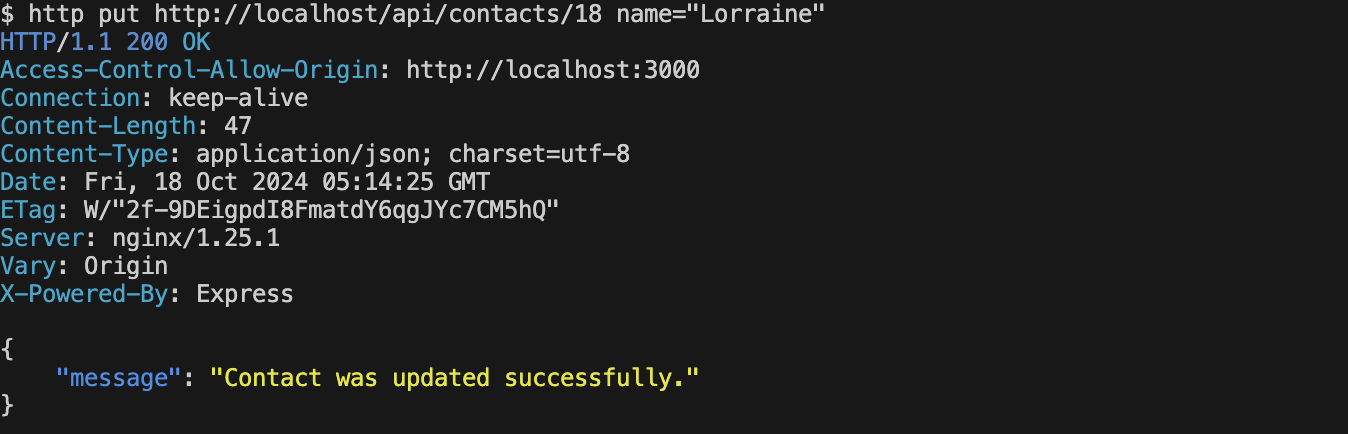 $ http put http://localhost/api/contacts/18 name="Lorraine"
HTTP/1.1 200 OK
Access-Control-Allow-Origin: http://localhost:3000
Connection: keep-alive
Content-Length: 47
Content-Type: application/json; charset=utf-8
Date: Fri, 18 Oct 2024 05:14:25 GMT
ETag: W/"2f-9DEigpdI8FmatdY6qgJYc7CM5hQ"
Server: nginx/1.25.1
Vary: Origin
X-Powered-By: Express
{
    "message": "Contact was updated successfully."
}